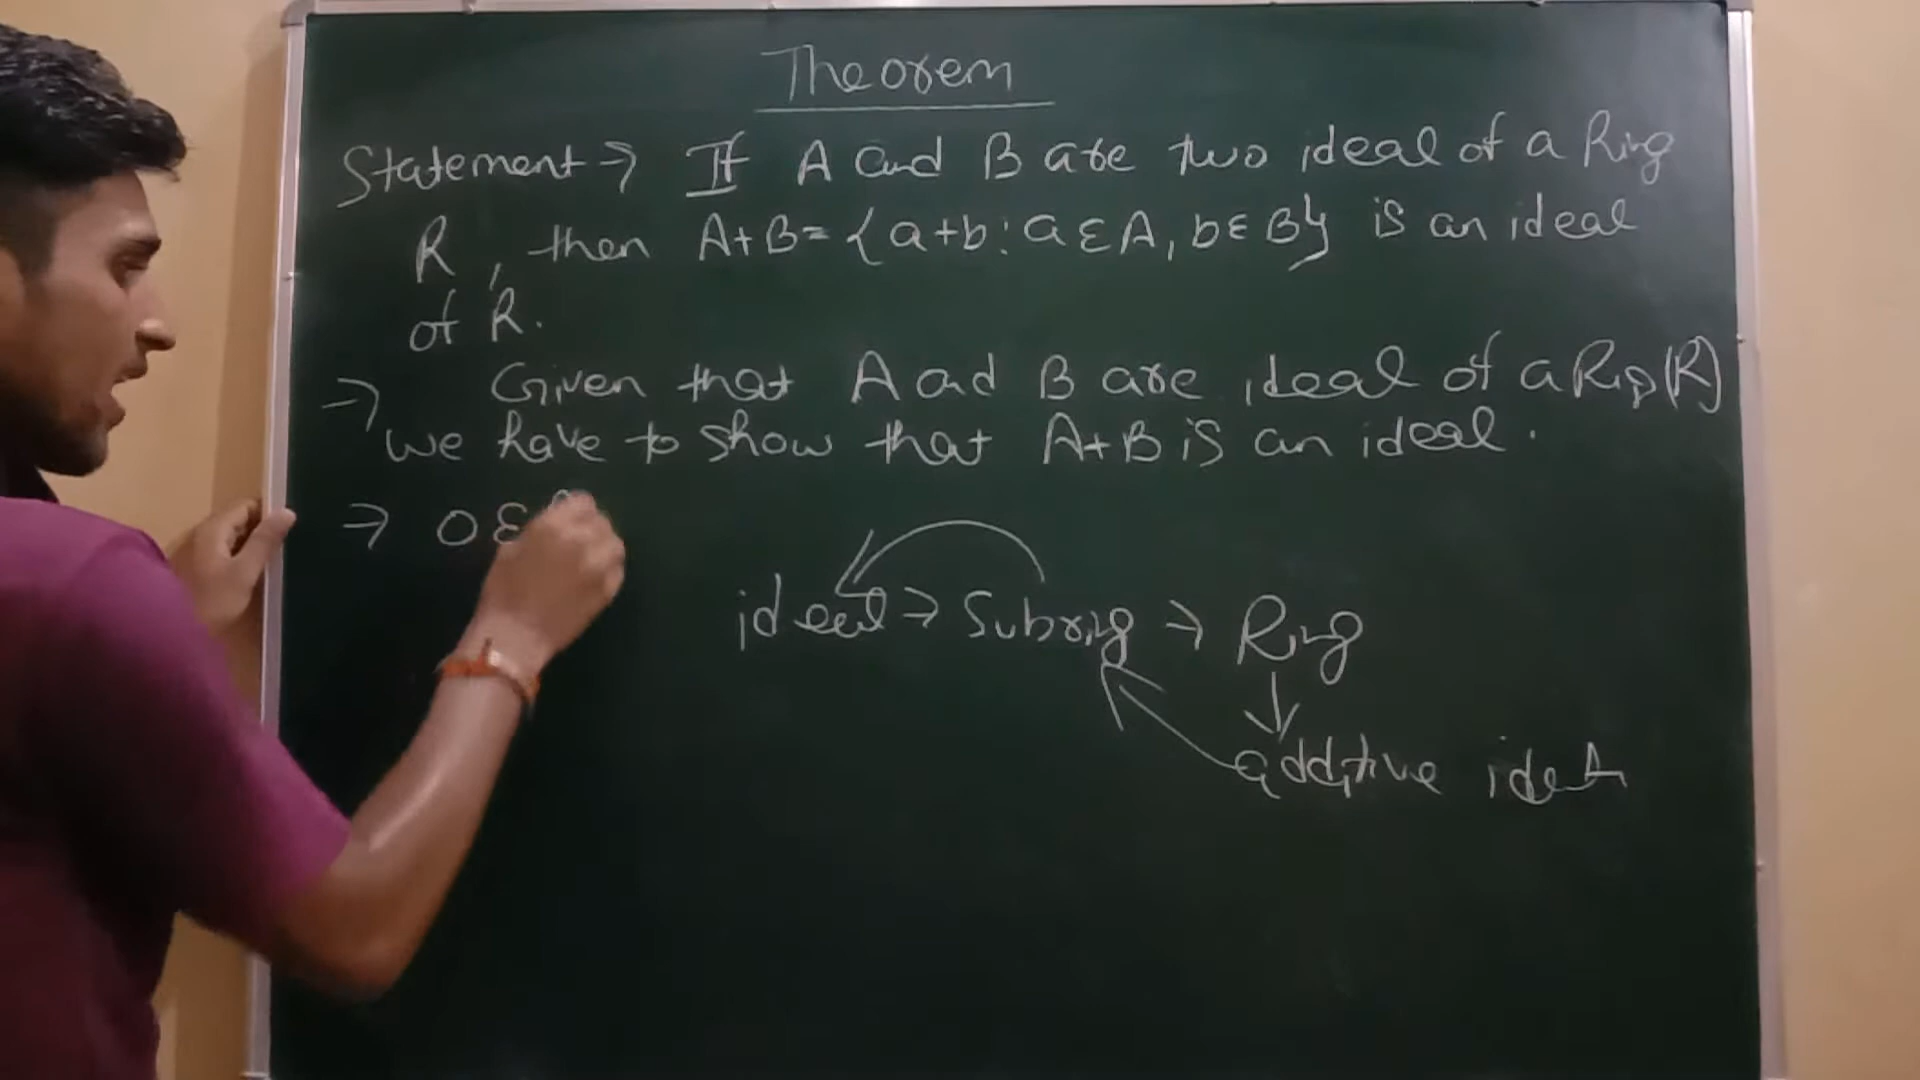 Theorem
Statement → If A and B are two ideal of a Ring
R, then A+B= {a+b: a ∈ A, b ∈ B} is an ideal
of R.
→ Given that A and B are ideal of a Ring (R)
we have to show that A+B is an ideal.
→ 0 ∈
ideal → Subring → Ring
additive